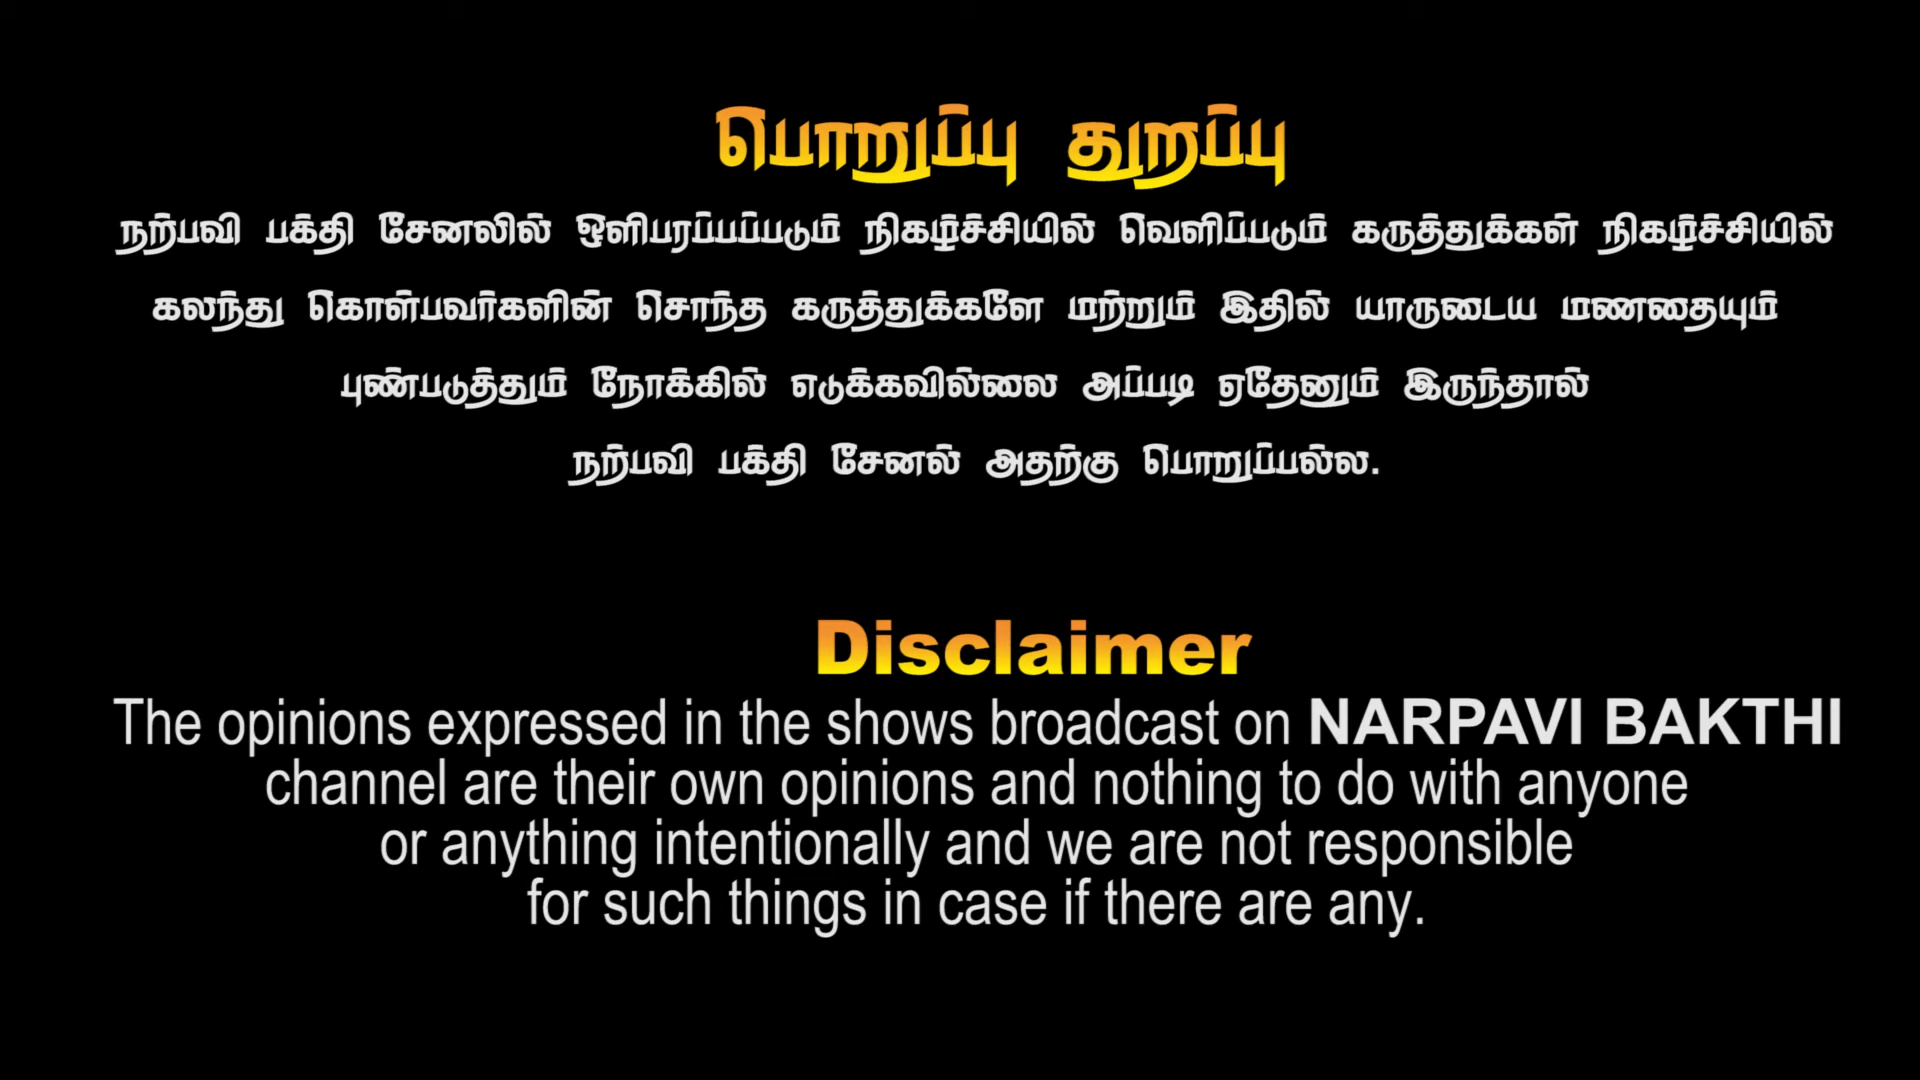 பொறுப்பு துறப்பு
நற்பவி பக்தி சேனலில் ஒளிபரப்பப்படும் நிகழ்ச்சியில் வெளிப்படும் கருத்துக்கள் நிகழ்ச்சியில்
கலந்து கொள்பவர்களின் சொந்த கருத்துக்களே மற்றும் இதில் யாருடைய மணதையும்
புண்படுத்தும் நோக்கில் எடுக்கவில்லை அப்படி ஏதேனும் இருந்தால்
நற்பவி பக்தி சேனல் அதற்கு பொறுப்பல்ல.
Disclaimer
The opinions expressed in the shows broadcast on NARPAVI BAKTHI
channel are their own opinions and nothing to do with anyone
or anything intentionally and we are not responsible
for such things in case if there are any.